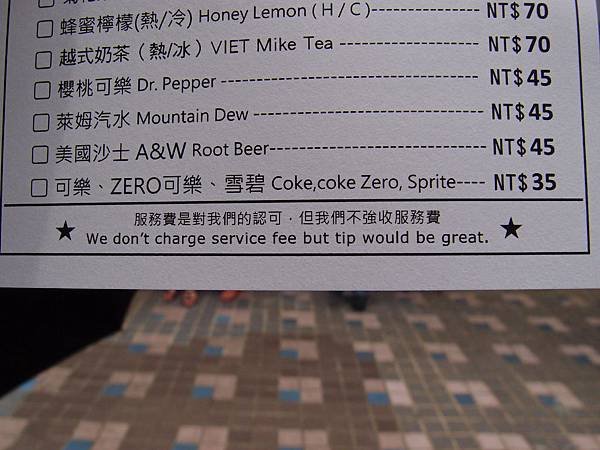 ☐ 蜂蜜檸檬(熱/冷) Honey Lemon ( H / C )---------------- NT$70
☐ 越式奶茶（熱/冰）VIET Mike Tea -------------------- NT$70
☐ 櫻桃可樂 Dr. Pepper ------------------------------------- NT$45
☐ 萊姆汽水 Mountain Dew --------------------------------- NT$45
☐ 美國沙士 A&W Root Beer------------------------------- NT$45
☐ 可樂、ZERO可樂、雪碧 Coke,coke Zero, Sprite---- NT$35
服務費是對我們的認可，但我們不強收服務費
★ We don't charge service fee but tip would be great. ★